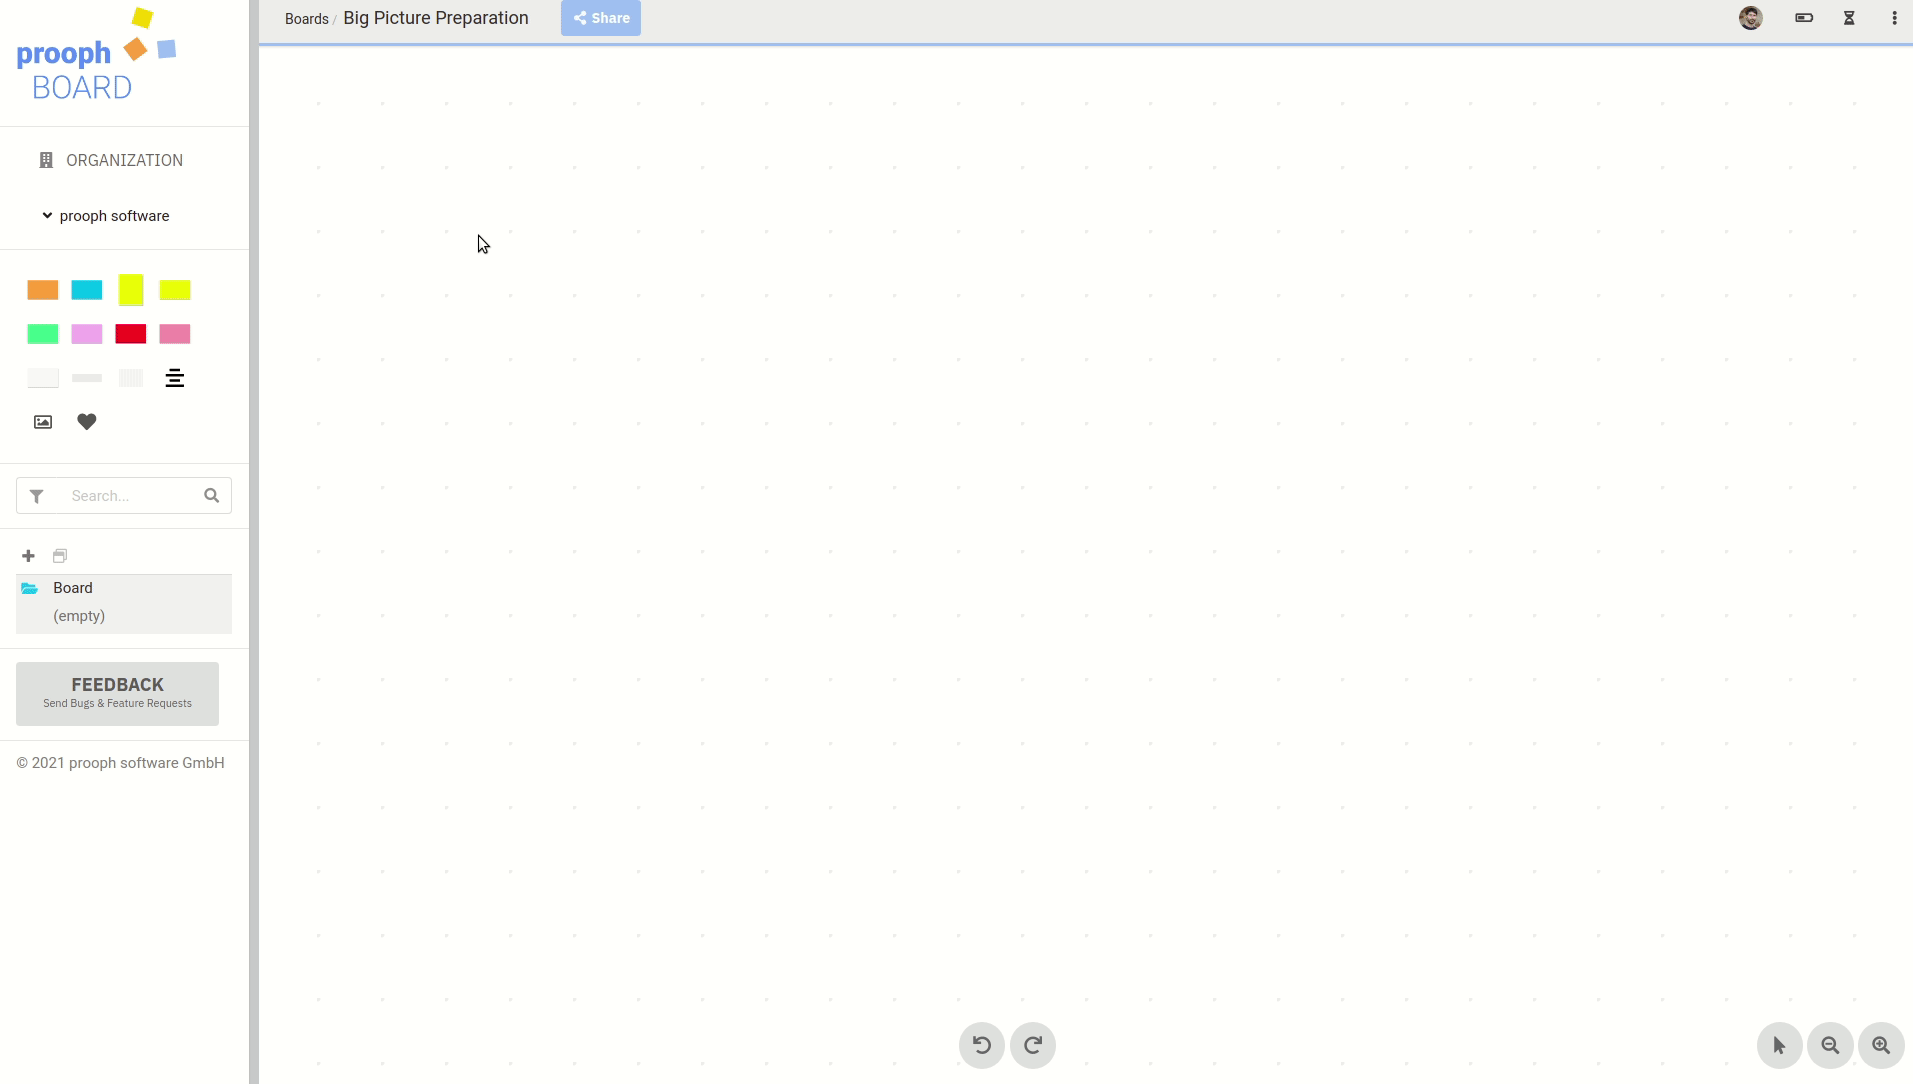 prooph
BOARD
ORGANIZATION
prooph software
Search...
Board
(empty)
FEEDBACK
Send Bugs & Feature Requests
© 2021 prooph software GmbH
Boards / Big Picture Preparation
Share